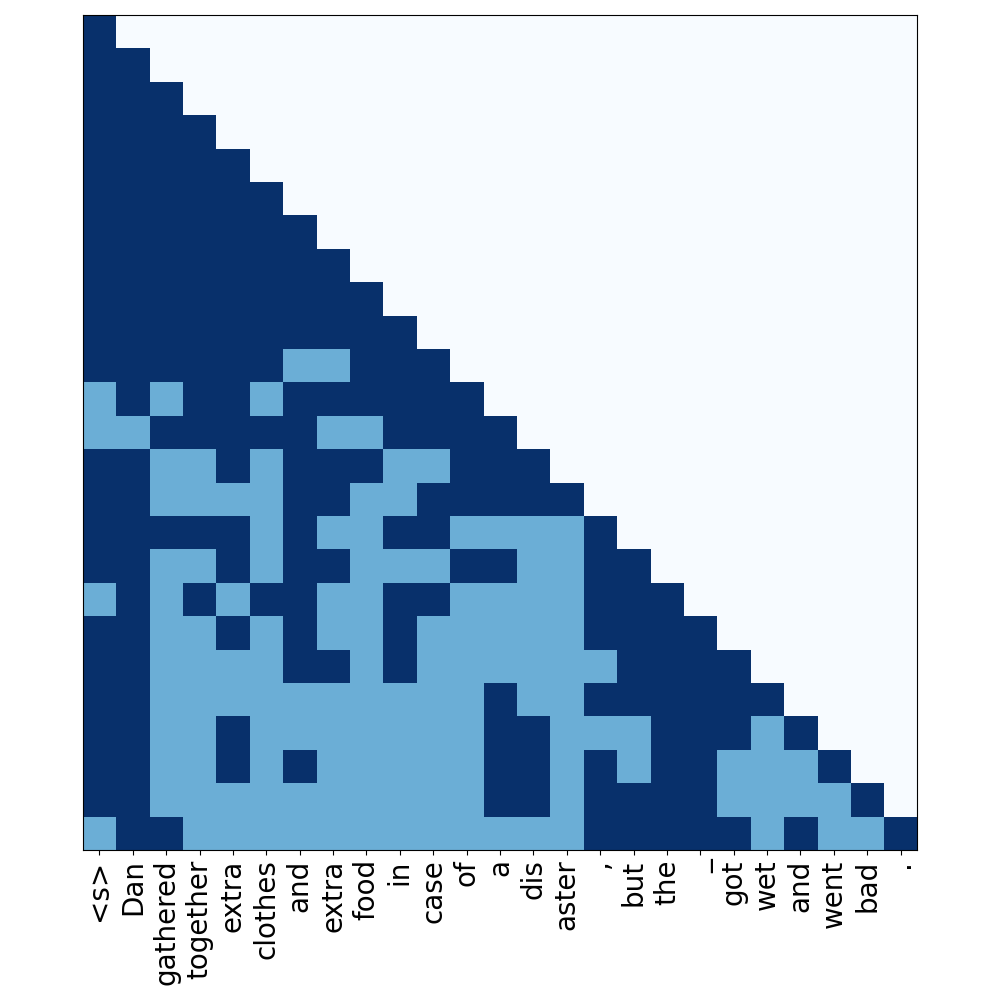 <s> Dan gathered together extra clothes and extra food in case of a dis aster , but the _ got wet and went bad .